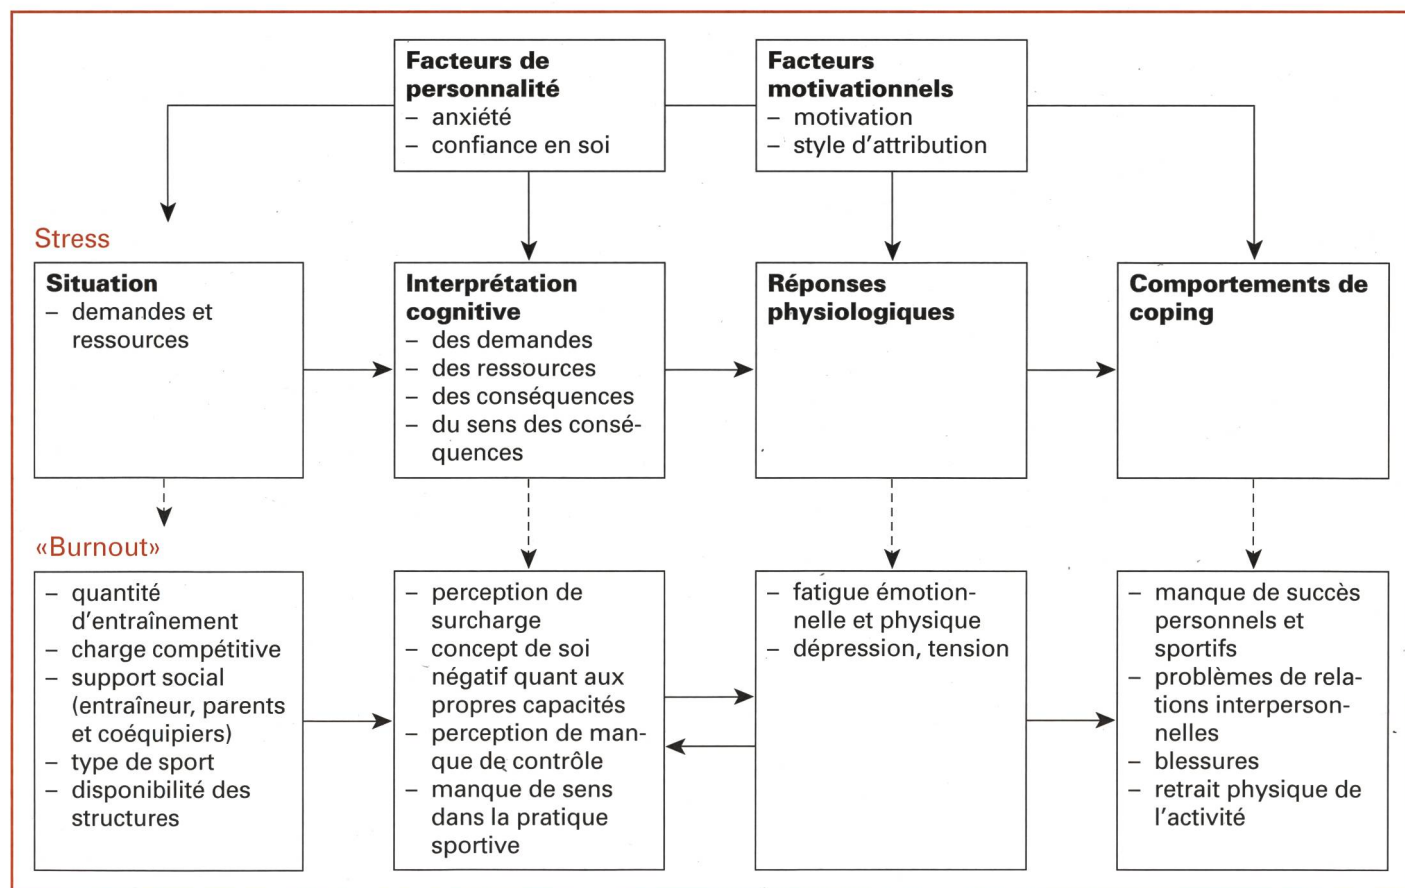 Facteurs de
personnalité
– anxiété
– confiance en soi
Facteurs
motivationnels
– motivation
– style d'attribution
Stress
Situation
– demandes et
ressources
Interprétation
cognitive
– des demandes
– des ressources
– des conséquences
– du sens des consé-
quences
Réponses
physiologiques
Comportements de
coping
«Burnout»
– quantité
d'entraînement
– charge compétitive
– support social
(entraîneur, parents
et coéquipiers)
– type de sport
– disponibilité des
structures
– perception de
surcharge
– concept de soi
négatif quant aux
propres capacités
– perception de man-
que de contrôle
– manque de sens
dans la pratique
sportive
– fatigue émotion-
nelle et physique
– dépression, tension
– manque de succès
personnels et
sportifs
– problèmes de rela-
tions interperson-
nelles
– blessures
– retrait physique de
l'activité